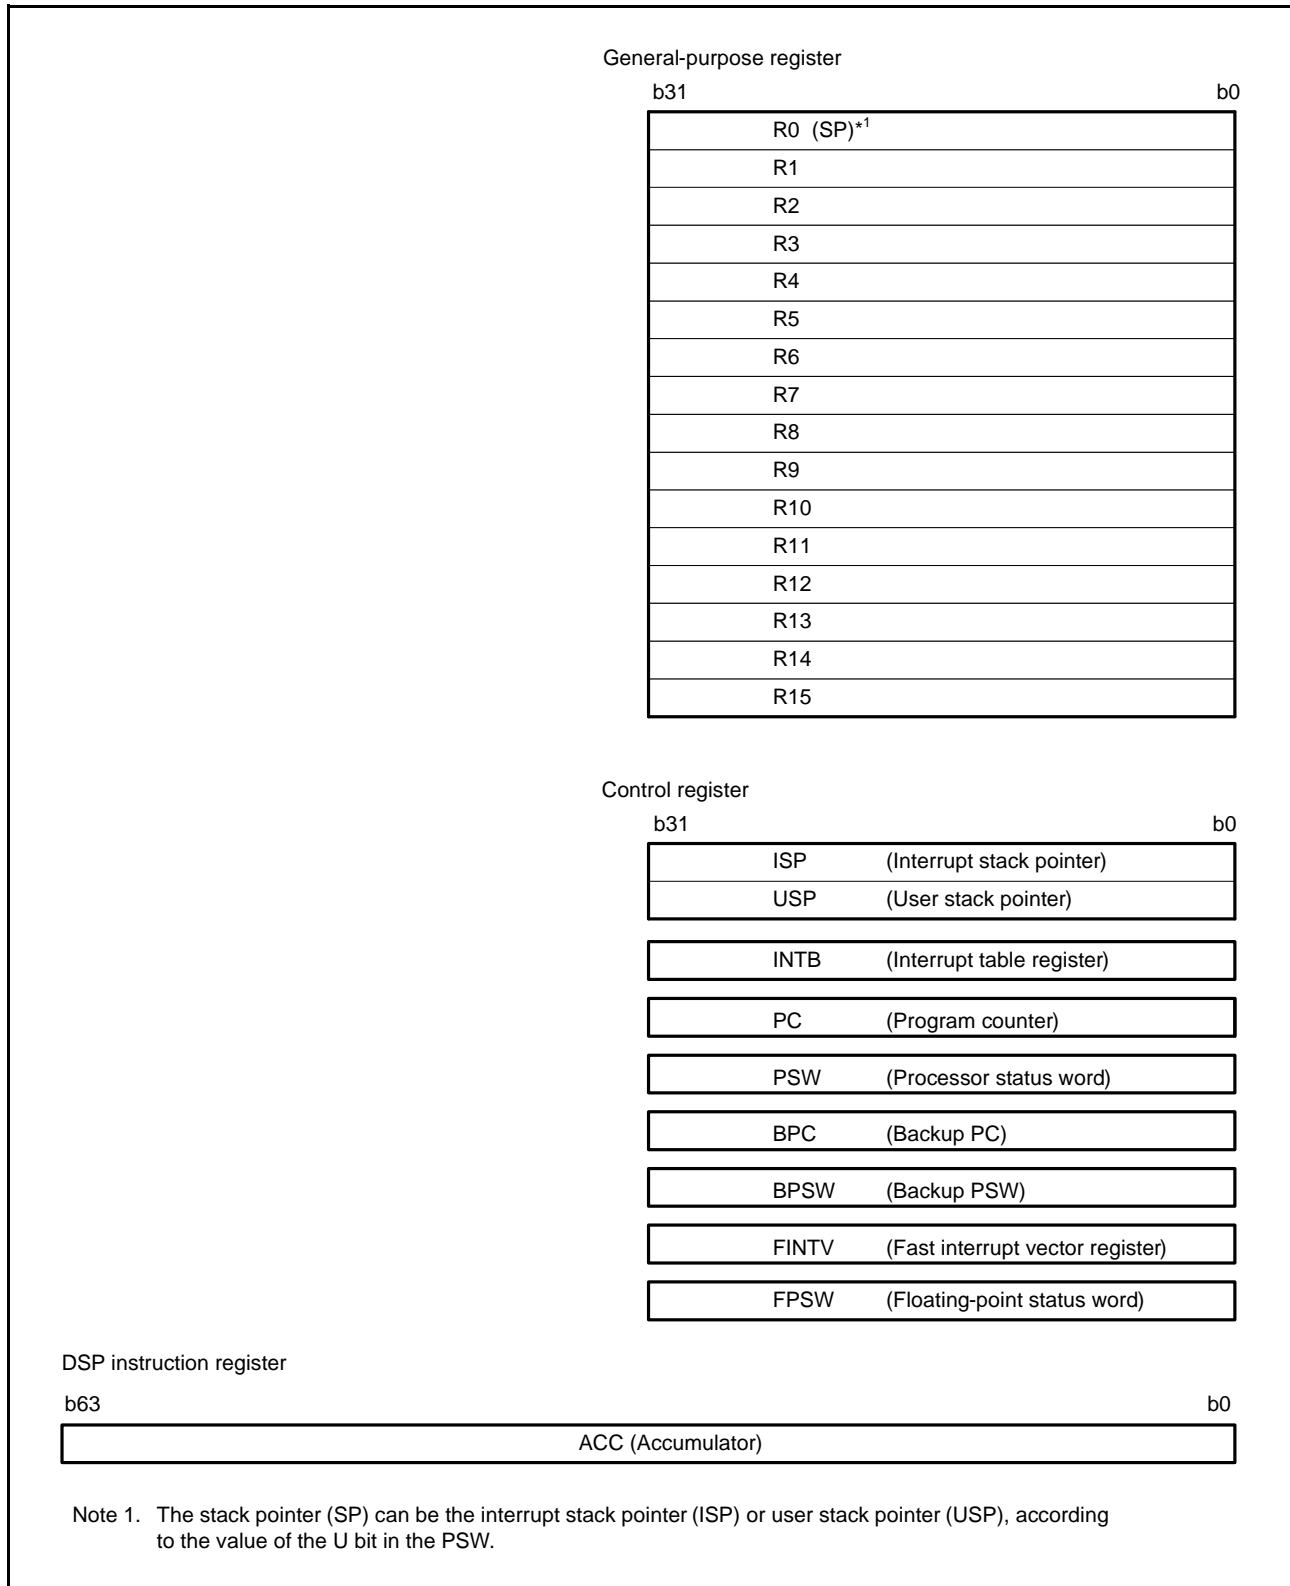 General-purpose register
b31 b0
R0 (SP)*1
R1
R2
R3
R4
R5
R6
R7
R8
R9
R10
R11
R12
R13
R14
R15
Control register
b31 b0
ISP (Interrupt stack pointer)
USP (User stack pointer)
INTB (Interrupt table register)
PC (Program counter)
PSW (Processor status word)
BPC (Backup PC)
BPSW (Backup PSW)
FINTV (Fast interrupt vector register)
FPSW (Floating-point status word)
DSP instruction register
b63 b0
ACC (Accumulator)
Note 1. The stack pointer (SP) can be the interrupt stack pointer (ISP) or user stack pointer (USP), according
to the value of the U bit in the PSW.